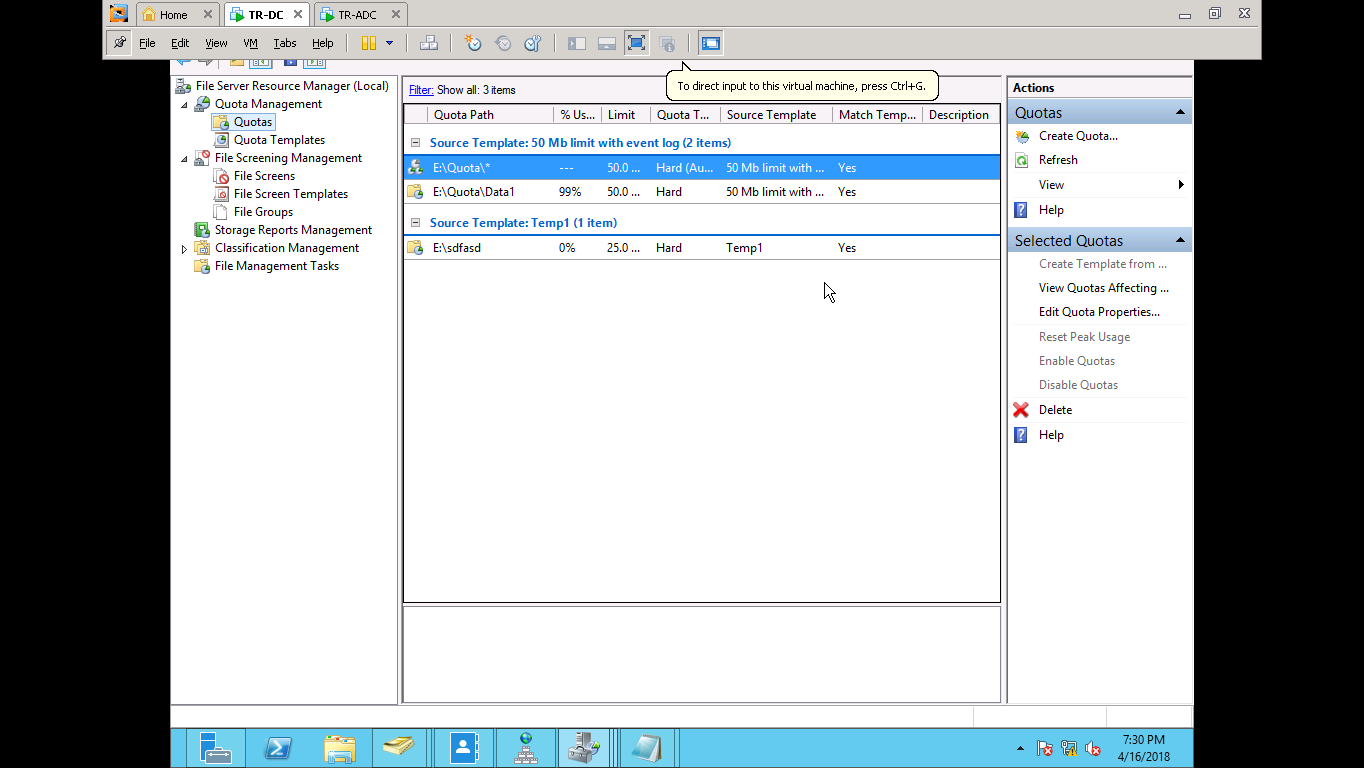 Home TR-DC TR-ADC
File Edit View VM Tabs Help
To direct input to this virtual machine, press Ctrl+G.
File Server Resource Manager (Local)
Quota Management
Quotas
Quota Templates
File Screening Management
File Screens
File Screen Templates
File Groups
Storage Reports Management
Classification Management
File Management Tasks
Filter: Show all: 3 items
Quota Path % Us... Limit Quota T... Source Template Match Temp... Description
Source Template: 50 Mb limit with event log (2 items)
E:\Quota\* --- 50.0 ... Hard (Au... 50 Mb limit with ... Yes
E:\Quota\Data1 99% 50.0 ... Hard 50 Mb limit with ... Yes
Source Template: Temp1 (1 item)
E:\sdfasd 0% 25.0 ... Hard Temp1 Yes
Actions
Quotas
Create Quota...
Refresh
View
Help
Selected Quotas
Create Template from ...
View Quotas Affecting ...
Edit Quota Properties...
Reset Peak Usage
Enable Quotas
Disable Quotas
Delete
Help
7:30 PM
4/16/2018